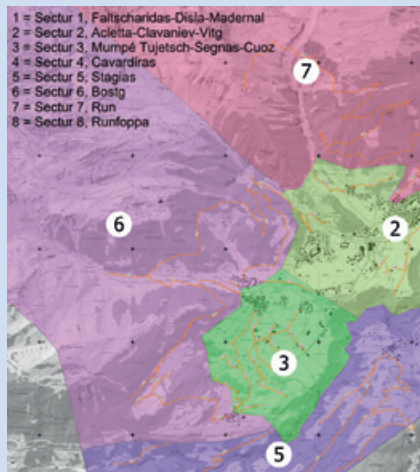 1 = Sectur 1, Faltscharidas-Disla-Madernal
2 = Sectur 2, Acletta-Clavaniev-Vitg
3 = Sectur 3, Mumpé Tujetsch-Segnas-Cuoz
4 = Sectur 4, Cavardiras
5 = Sectur 5, Stagias
6 = Sectur 6, Bostg
7 = Sectur 7, Run
8 = Sectur 8, Runfoppa
7
2
6
3
5